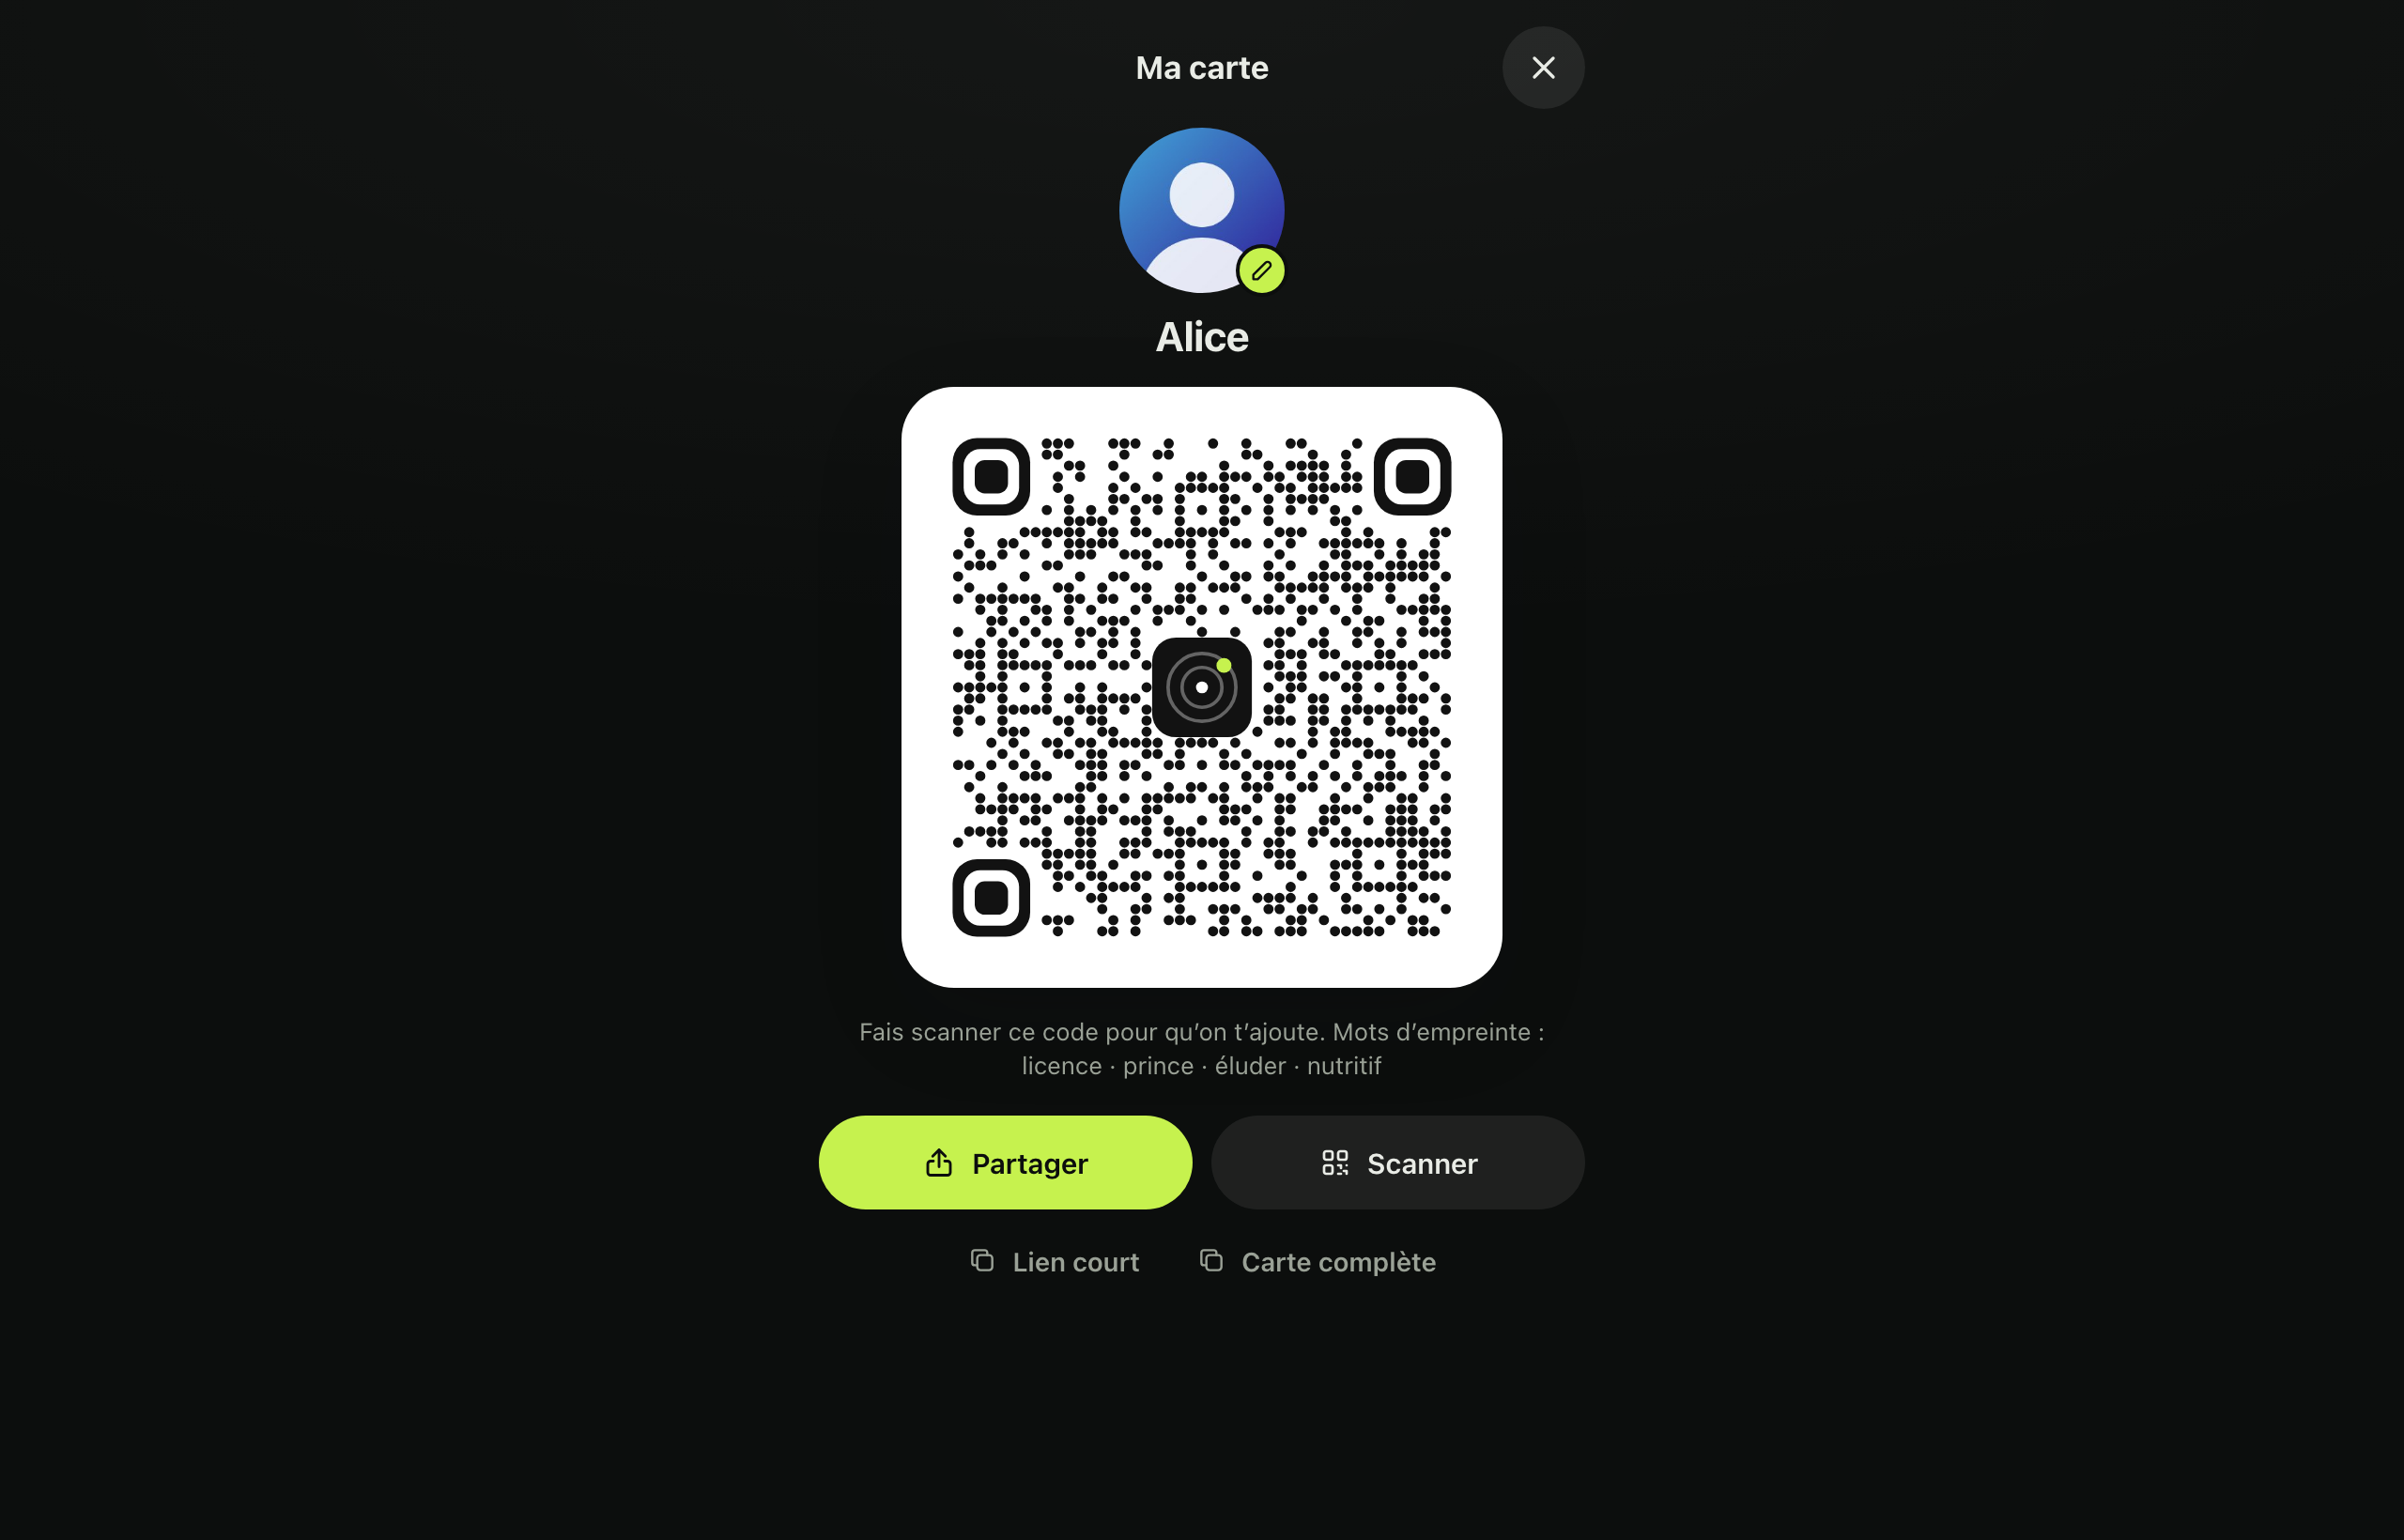 Ma carte
Alice
Fais scanner ce code pour qu’on t’ajoute. Mots d’empreinte :
licence · prince · éluder · nutritif
Partager
Scanner
Lien court
Carte complète